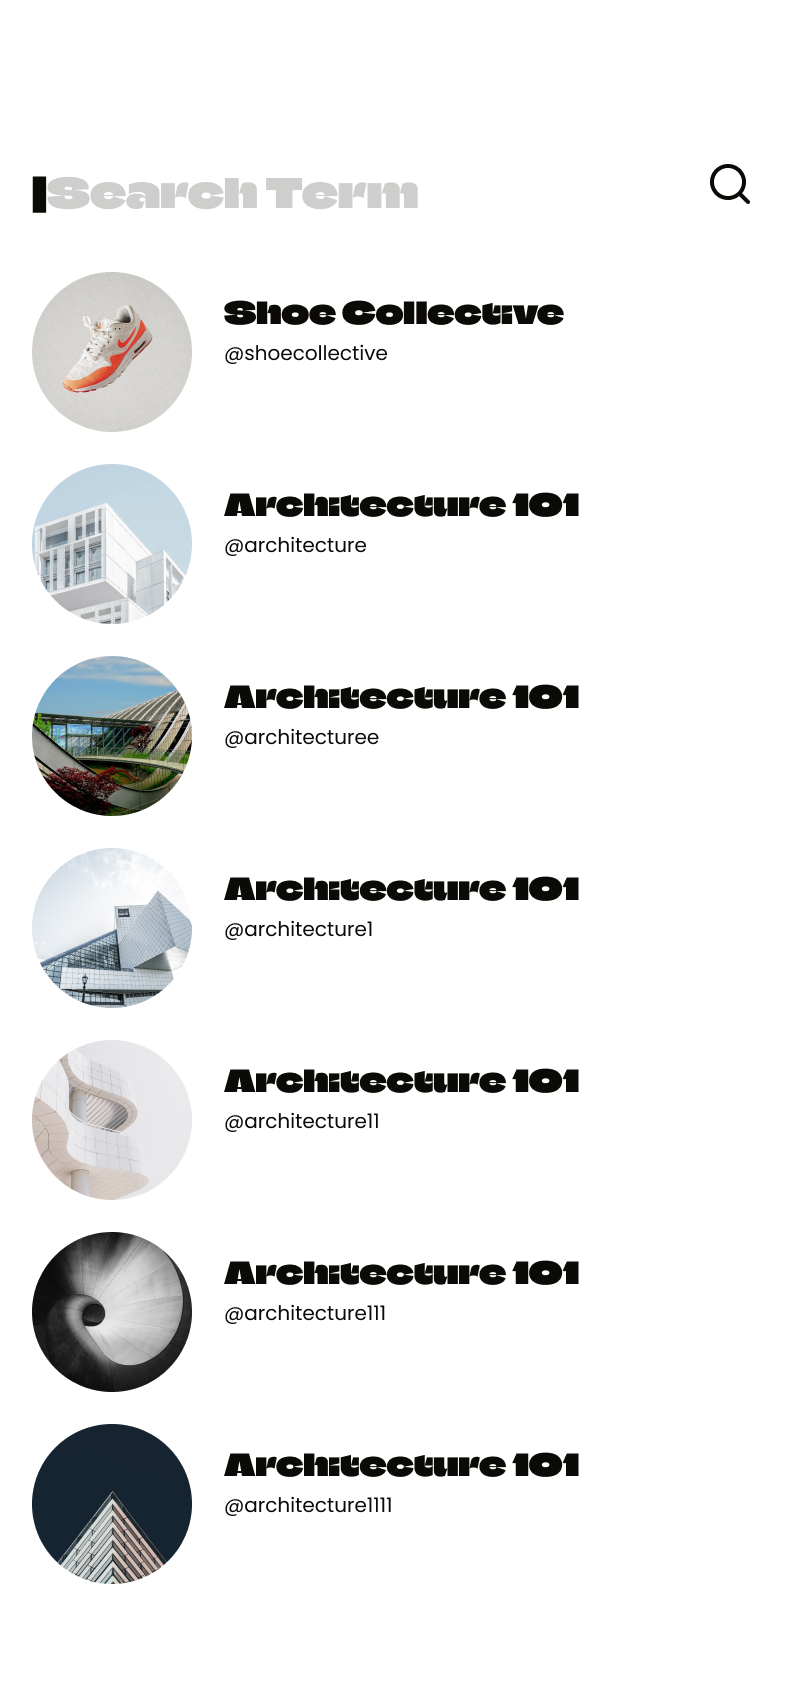 Search Term
Shoe Collective
@shoecollective
Architecture 101
@architecture
Architecture 101
@architecturee
Architecture 101
@architecture1
Architecture 101
@architecture11
Architecture 101
@architecture111
Architecture 101
@architecture1111